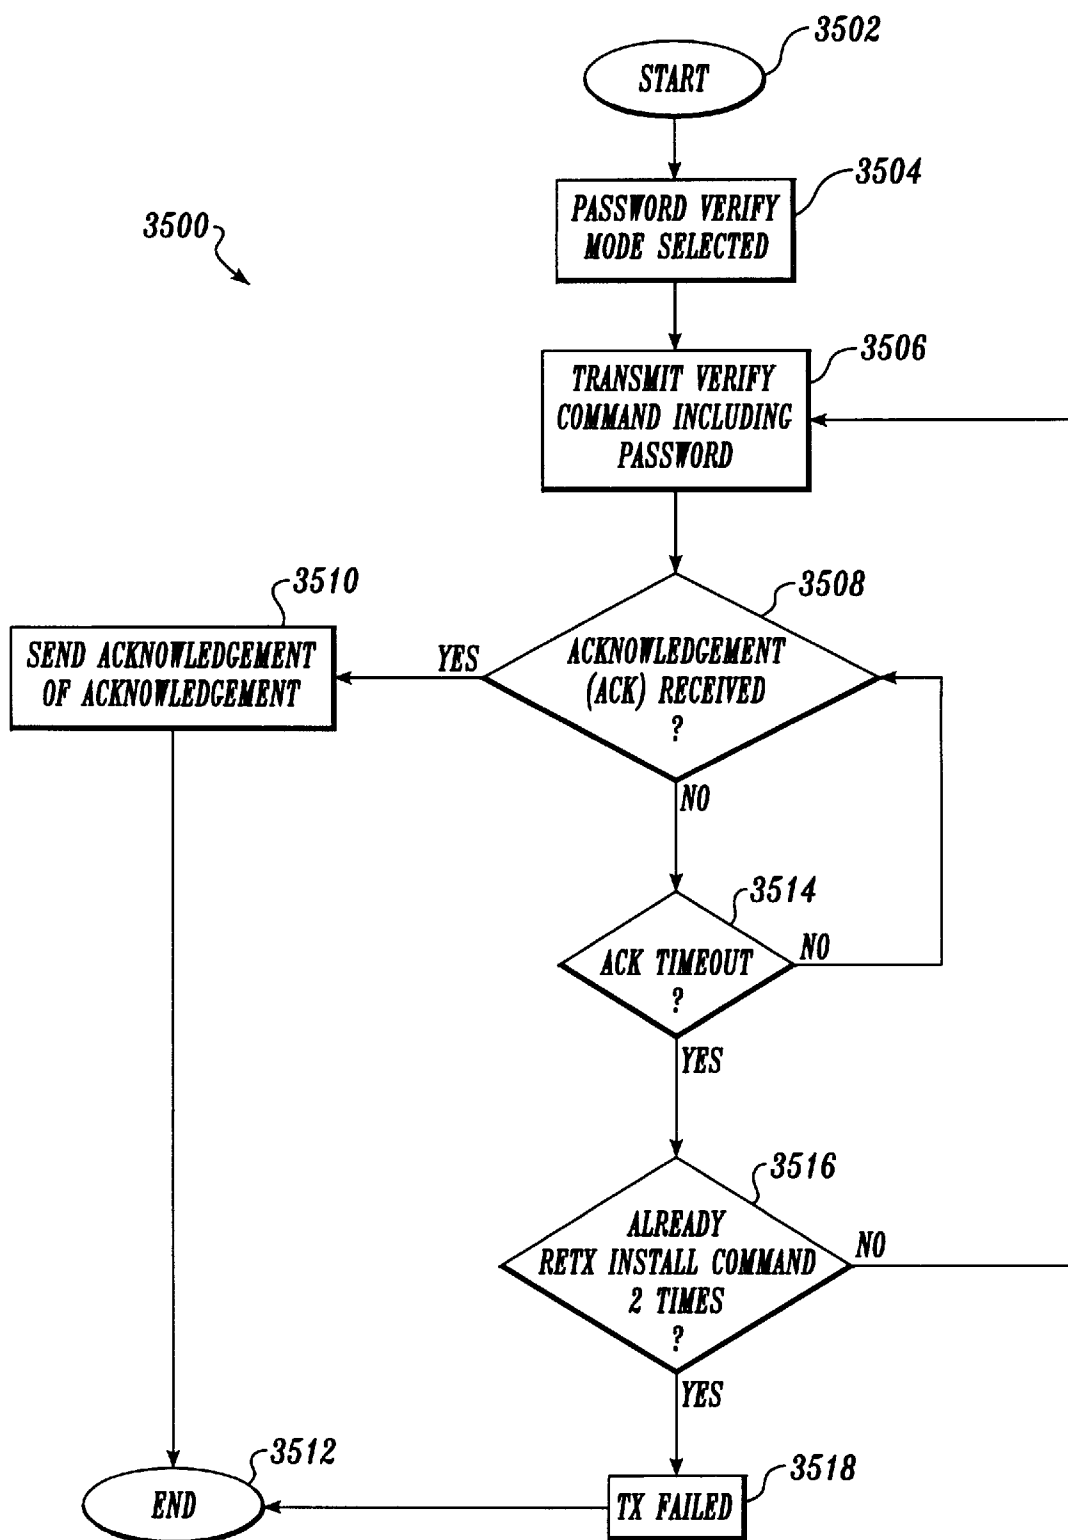 3502
START
3504
PASSWORD VERIFY
MODE SELECTED
3500
3506
TRANSMIT VERIFY
COMMAND INCLUDING
PASSWORD
3508
ACKNOWLEDGEMENT
(ACK) RECEIVED
?
YES
3510
SEND ACKNOWLEDGEMENT
OF ACKNOWLEDGEMENT
NO
3514
ACK TIMEOUT
?
NO
YES
3516
ALREADY
RETX INSTALL COMMAND
2 TIMES
?
NO
YES
3512
END
3518
TX FAILED